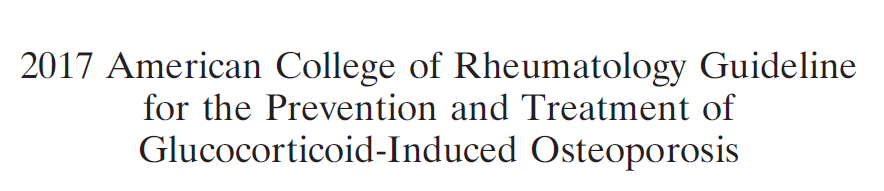 2017 American College of Rheumatology Guideline
for the Prevention and Treatment of
Glucocorticoid-Induced Osteoporosis